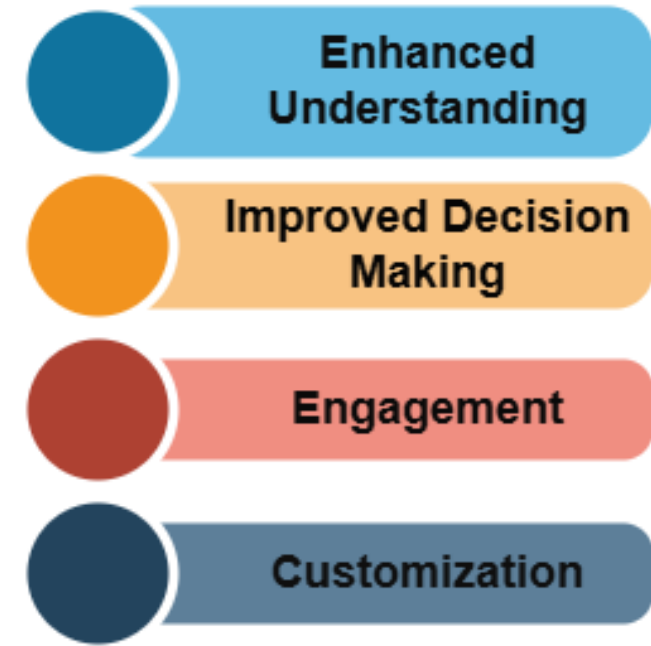 Enhanced
Understanding
Improved Decision
Making
Engagement
Customization